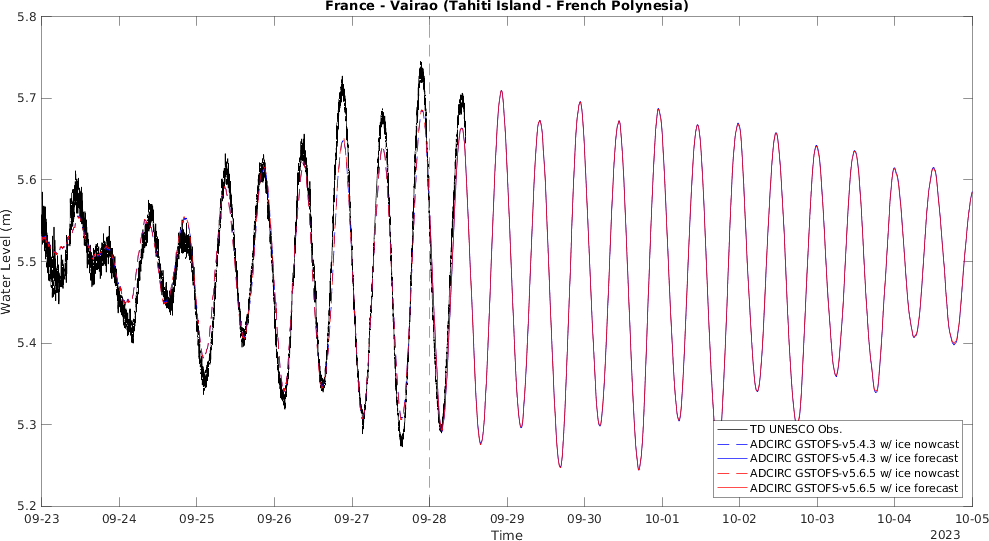 France - Vairao (Tahiti Island - French Polynesia)
5.8
5.7
5.6
5.5
5.4
5.3
5.2
Water Level (m)
TD UNESCO Obs.
ADCIRC GSTOFS-v5.4.3 w/ ice nowcast
ADCIRC GSTOFS-v5.4.3 w/ ice forecast
ADCIRC GSTOFS-v5.6.5 w/ ice nowcast
ADCIRC GSTOFS-v5.6.5 w/ ice forecast
09-23 09-24 09-25 09-26 09-27 09-28 09-29 09-30 10-01 10-02 10-03 10-04 10-05
Time
2023